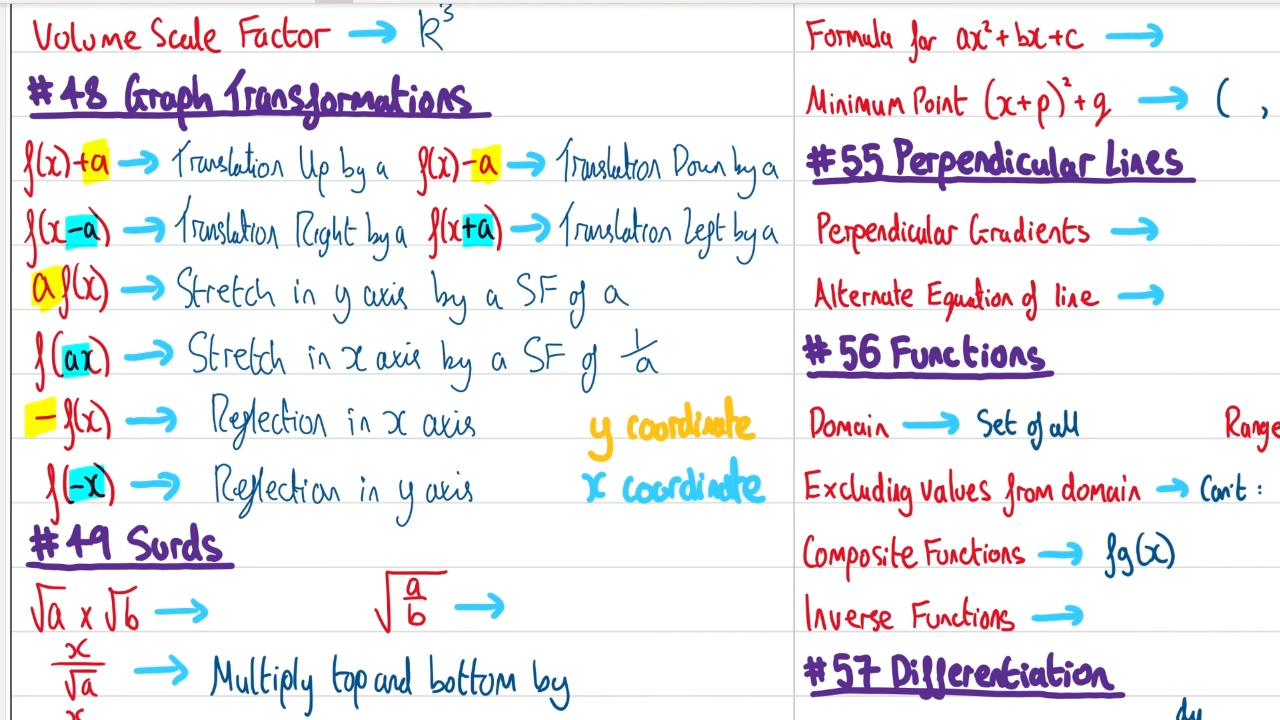 Volume Scale Factor → k³
#48 Graph Transformations
f(x)+a → Translation Up by a f(x)-a → Translation Down by a
f(x-a) → Translation Right by a f(x+a) → Translation Left by a
a f(x) → Stretch in y axis by a SF of a
f(ax) → Stretch in x axis by a SF of 1/a
-f(x) → Reflection in x axis
y coordinate
f(-x) → Reflection in y axis
x coordinate
#49 Surds
√a x √b → √(a/b) →
x/√a → Multiply top and bottom by
x
Formula for ax²+bx+c →
Minimum Point (x+p)²+q → ( ,
#55 Perpendicular Lines
Perpendicular Gradients →
Alternate Equation of line →
#56 Functions
Domain → Set of all Range
Excluding values from domain → Can't :
Composite Functions → fg(x)
Inverse Functions →
#57 Differentiation
dy